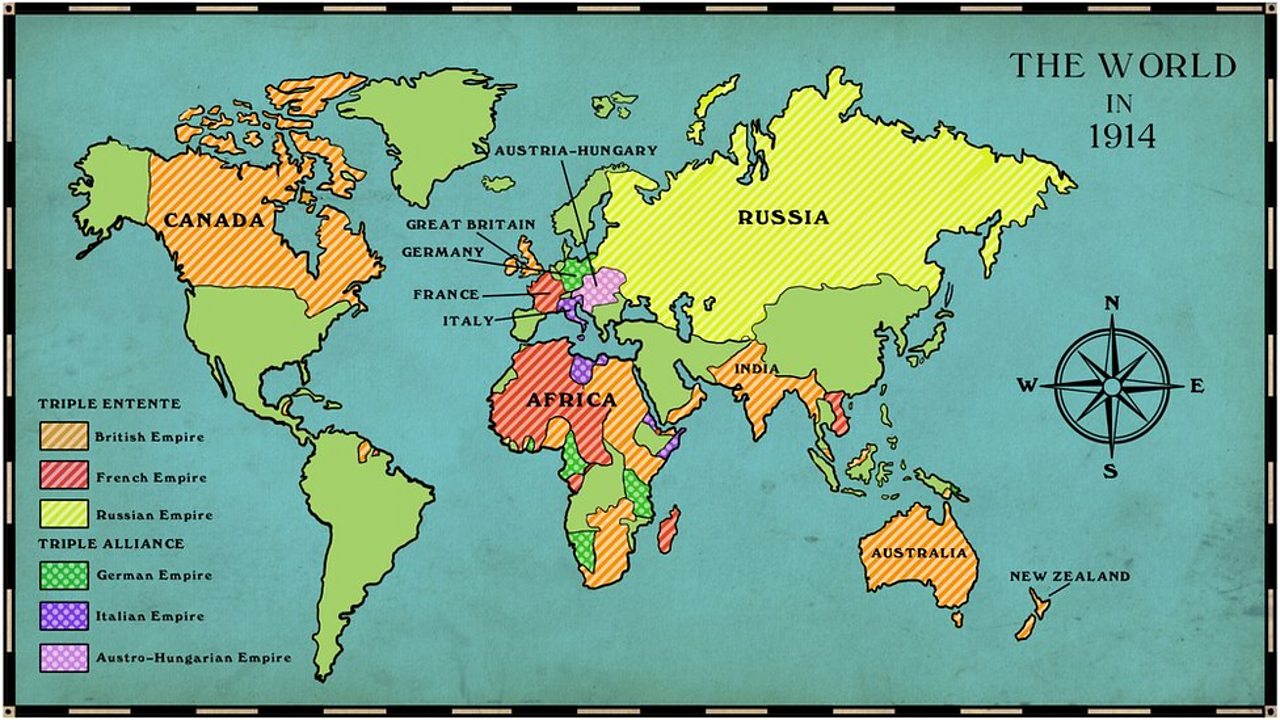 THE WORLD
IN
1914
AUSTRIA-HUNGARY
CANADA
RUSSIA
GREAT BRITAIN
GERMANY
FRANCE
ITALY
N
W
E
S
INDIA
AFRICA
AUSTRALIA
NEW ZEALAND
TRIPLE ENTENTE
British Empire
French Empire
Russian Empire
TRIPLE ALLIANCE
German Empire
Italian Empire
Austro-Hungarian Empire